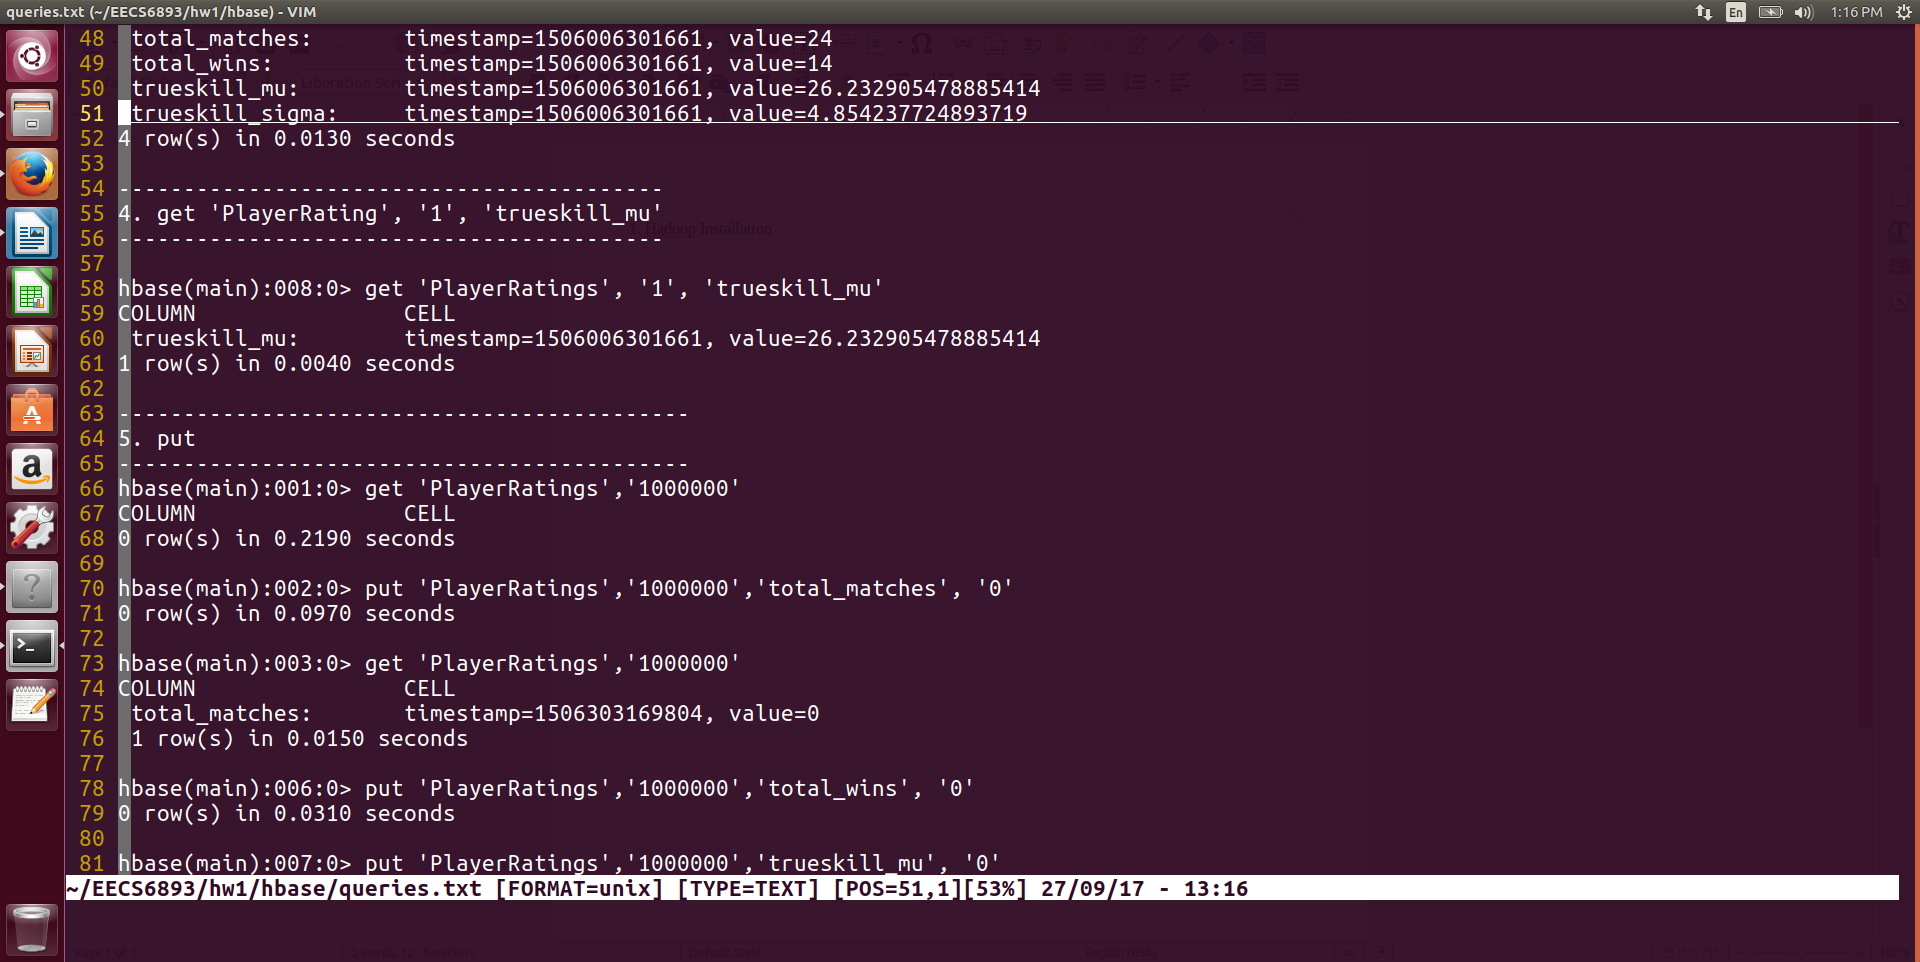 queries.txt (~/EECS6893/hw1/hbase) - VIM
En
1:16 PM
48 total_matches: timestamp=1506006301661, value=24
49 total_wins: timestamp=1506006301661, value=14
50 trueskill_mu: timestamp=1506006301661, value=26.232905478885414
51 trueskill_sigma: timestamp=1506006301661, value=4.854237724893719
52 4 row(s) in 0.0130 seconds
53
54 ------------------------------------------
55 4. get 'PlayerRating', '1', 'trueskill_mu'
56 ------------------------------------------
1. Hadoop Installation
57
58 hbase(main):008:0> get 'PlayerRatings', '1', 'trueskill_mu'
59 COLUMN CELL
60 trueskill_mu: timestamp=1506006301661, value=26.232905478885414
61 1 row(s) in 0.0040 seconds
62
63 --------------------------------------------
64 5. put
65 --------------------------------------------
66 hbase(main):001:0> get 'PlayerRatings','1000000'
67 COLUMN CELL
68 0 row(s) in 0.2190 seconds
69
70 hbase(main):002:0> put 'PlayerRatings','1000000','total_matches', '0'
71 0 row(s) in 0.0970 seconds
72
73 hbase(main):003:0> get 'PlayerRatings','1000000'
74 COLUMN CELL
75 total_matches: timestamp=1506303169804, value=0
76 1 row(s) in 0.0150 seconds
77
78 hbase(main):006:0> put 'PlayerRatings','1000000','total_wins', '0'
79 0 row(s) in 0.0310 seconds
80
81 hbase(main):007:0> put 'PlayerRatings','1000000','trueskill_mu', '0'
~/EECS6893/hw1/hbase/queries.txt [FORMAT=unix] [TYPE=TEXT] [POS=51,1][53%] 27/09/17 - 13:16